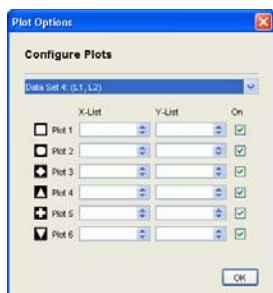 Plot Options
Configure Plots
Data Set 4: (L1, L2)
X-List Y-List On
Plot 1
Plot 2
Plot 3
Plot 4
Plot 5
Plot 6
OK